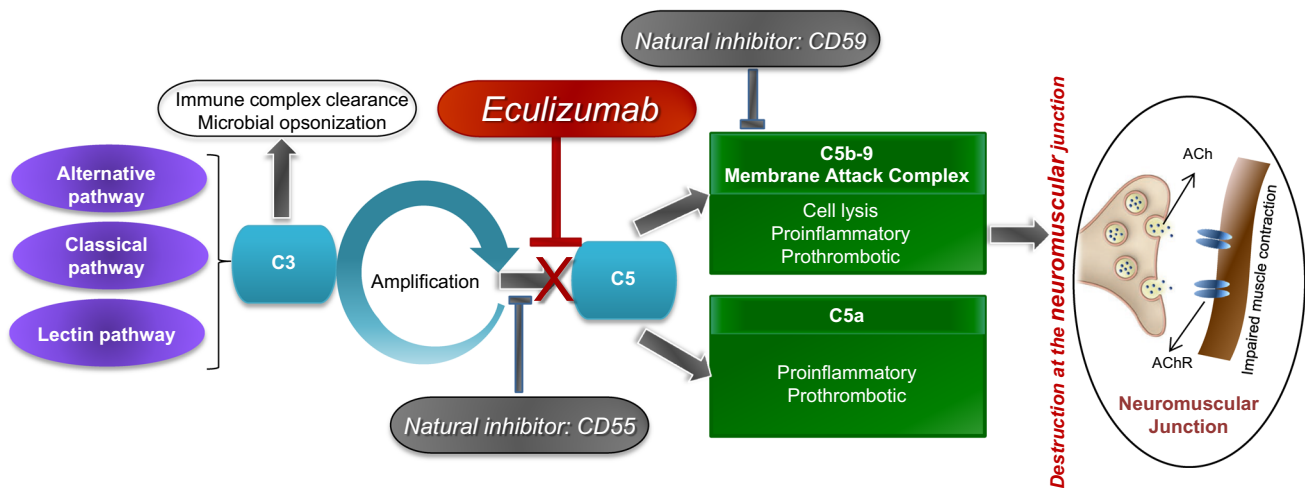 Natural inhibitor: CD59
Immune complex clearance
Microbial opsonization
Eculizumab
Alternative
pathway
Classical
pathway
Lectin pathway
C3
Amplification
X
C5
C5b-9
Membrane Attack Complex
Cell lysis
Proinflammatory
Prothrombotic
C5a
Proinflammatory
Prothrombotic
Natural inhibitor: CD55
Destruction at the neuromuscular junction
ACh
AChR
Impaired muscle contraction
Neuromuscular
Junction